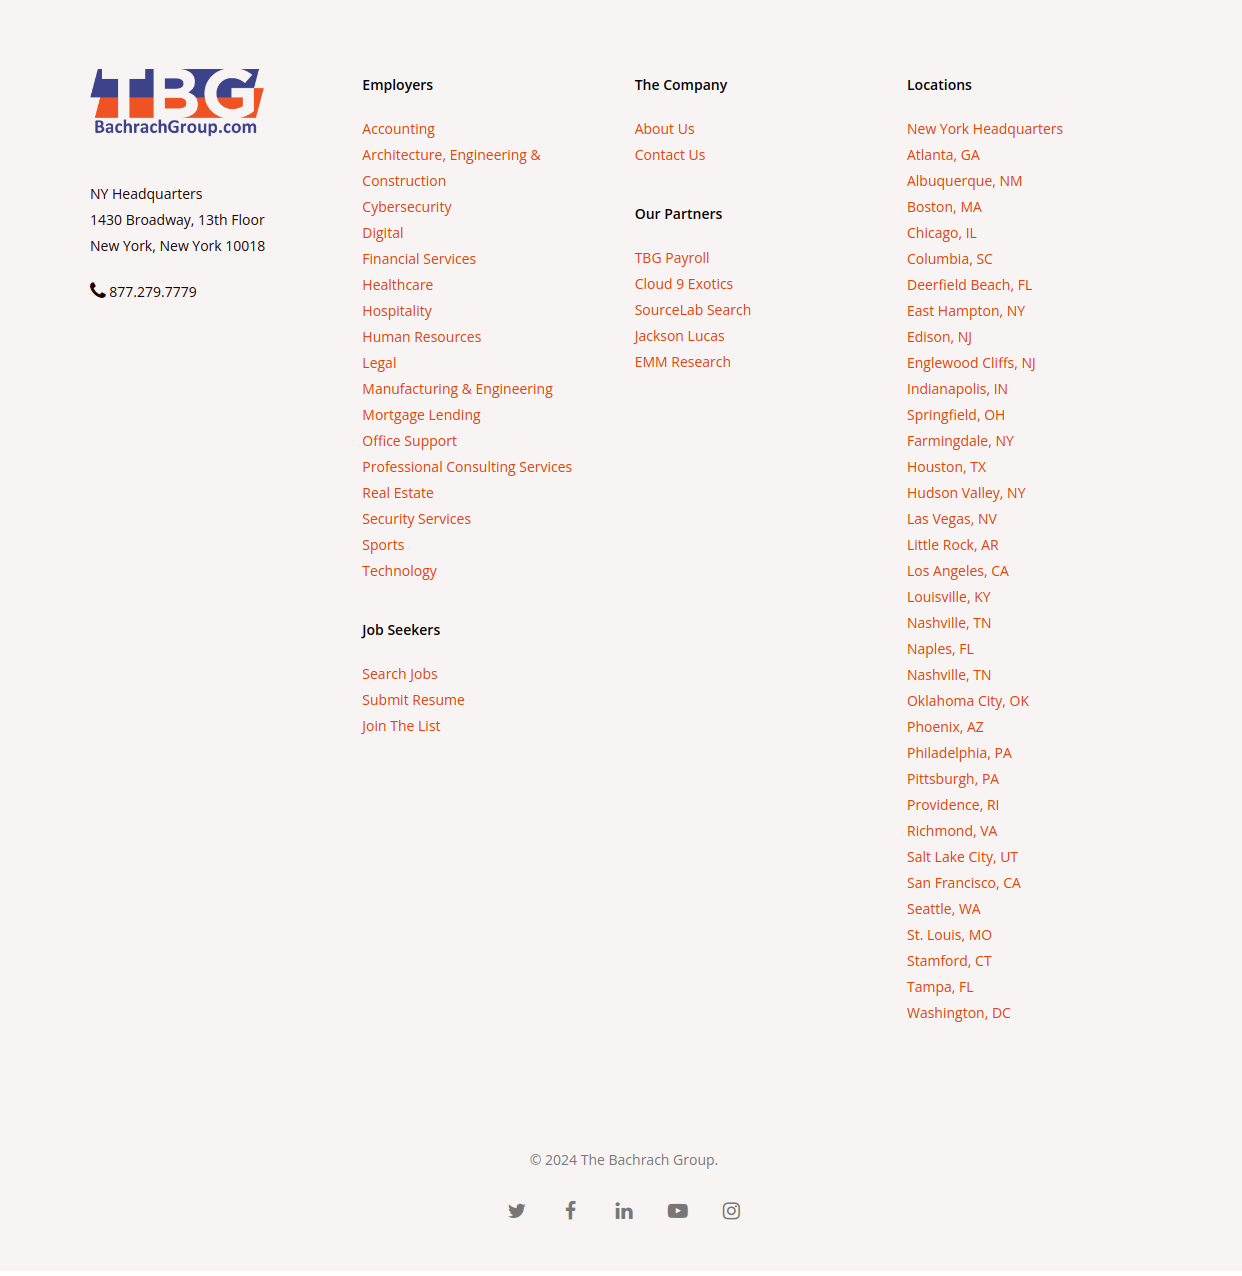 TBG
BachrachGroup.com
NY Headquarters
1430 Broadway, 13th Floor
New York, New York 10018
877.279.7779
Employers
Accounting
Architecture, Engineering &
Construction
Cybersecurity
Digital
Financial Services
Healthcare
Hospitality
Human Resources
Legal
Manufacturing & Engineering
Mortgage Lending
Office Support
Professional Consulting Services
Real Estate
Security Services
Sports
Technology
Job Seekers
Search Jobs
Submit Resume
Join The List
The Company
About Us
Contact Us
Our Partners
TBG Payroll
Cloud 9 Exotics
SourceLab Search
Jackson Lucas
EMM Research
Locations
New York Headquarters
Atlanta, GA
Albuquerque, NM
Boston, MA
Chicago, IL
Columbia, SC
Deerfield Beach, FL
East Hampton, NY
Edison, NJ
Englewood Cliffs, NJ
Indianapolis, IN
Springfield, OH
Farmingdale, NY
Houston, TX
Hudson Valley, NY
Las Vegas, NV
Little Rock, AR
Los Angeles, CA
Louisville, KY
Nashville, TN
Naples, FL
Nashville, TN
Oklahoma City, OK
Phoenix, AZ
Philadelphia, PA
Pittsburgh, PA
Providence, RI
Richmond, VA
Salt Lake City, UT
San Francisco, CA
Seattle, WA
St. Louis, MO
Stamford, CT
Tampa, FL
Washington, DC
© 2024 The Bachrach Group.